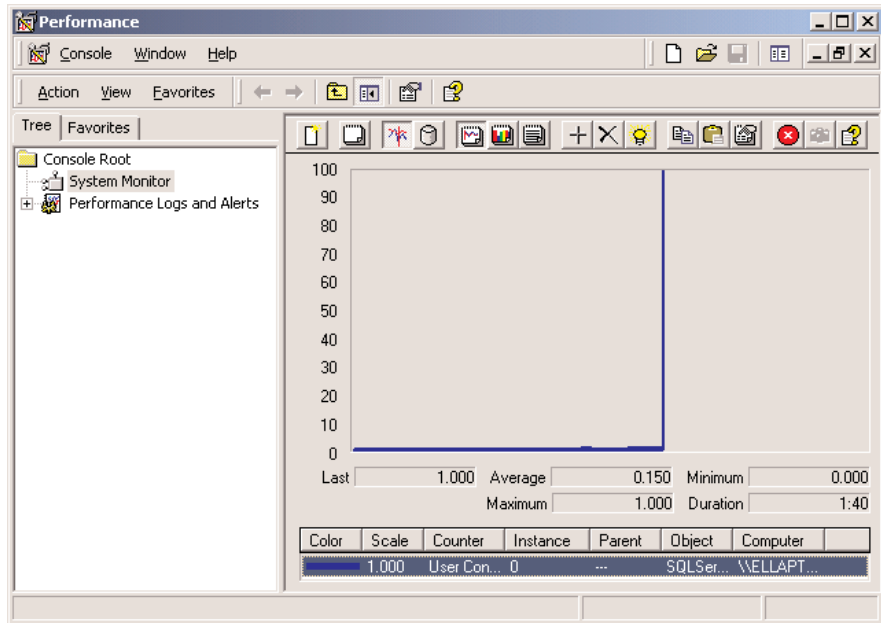 Performance
Console Window Help
Action View Favorites
Tree Favorites
Console Root
System Monitor
Performance Logs and Alerts
100
90
80
70
60
50
40
30
20
10
0
Last 1.000 Average 0.150 Minimum 0.000
Maximum 1.000 Duration 1:40
Color Scale Counter Instance Parent Object Computer
1.000 User Con... 0 --- SQLSer... \\ELLAPT...